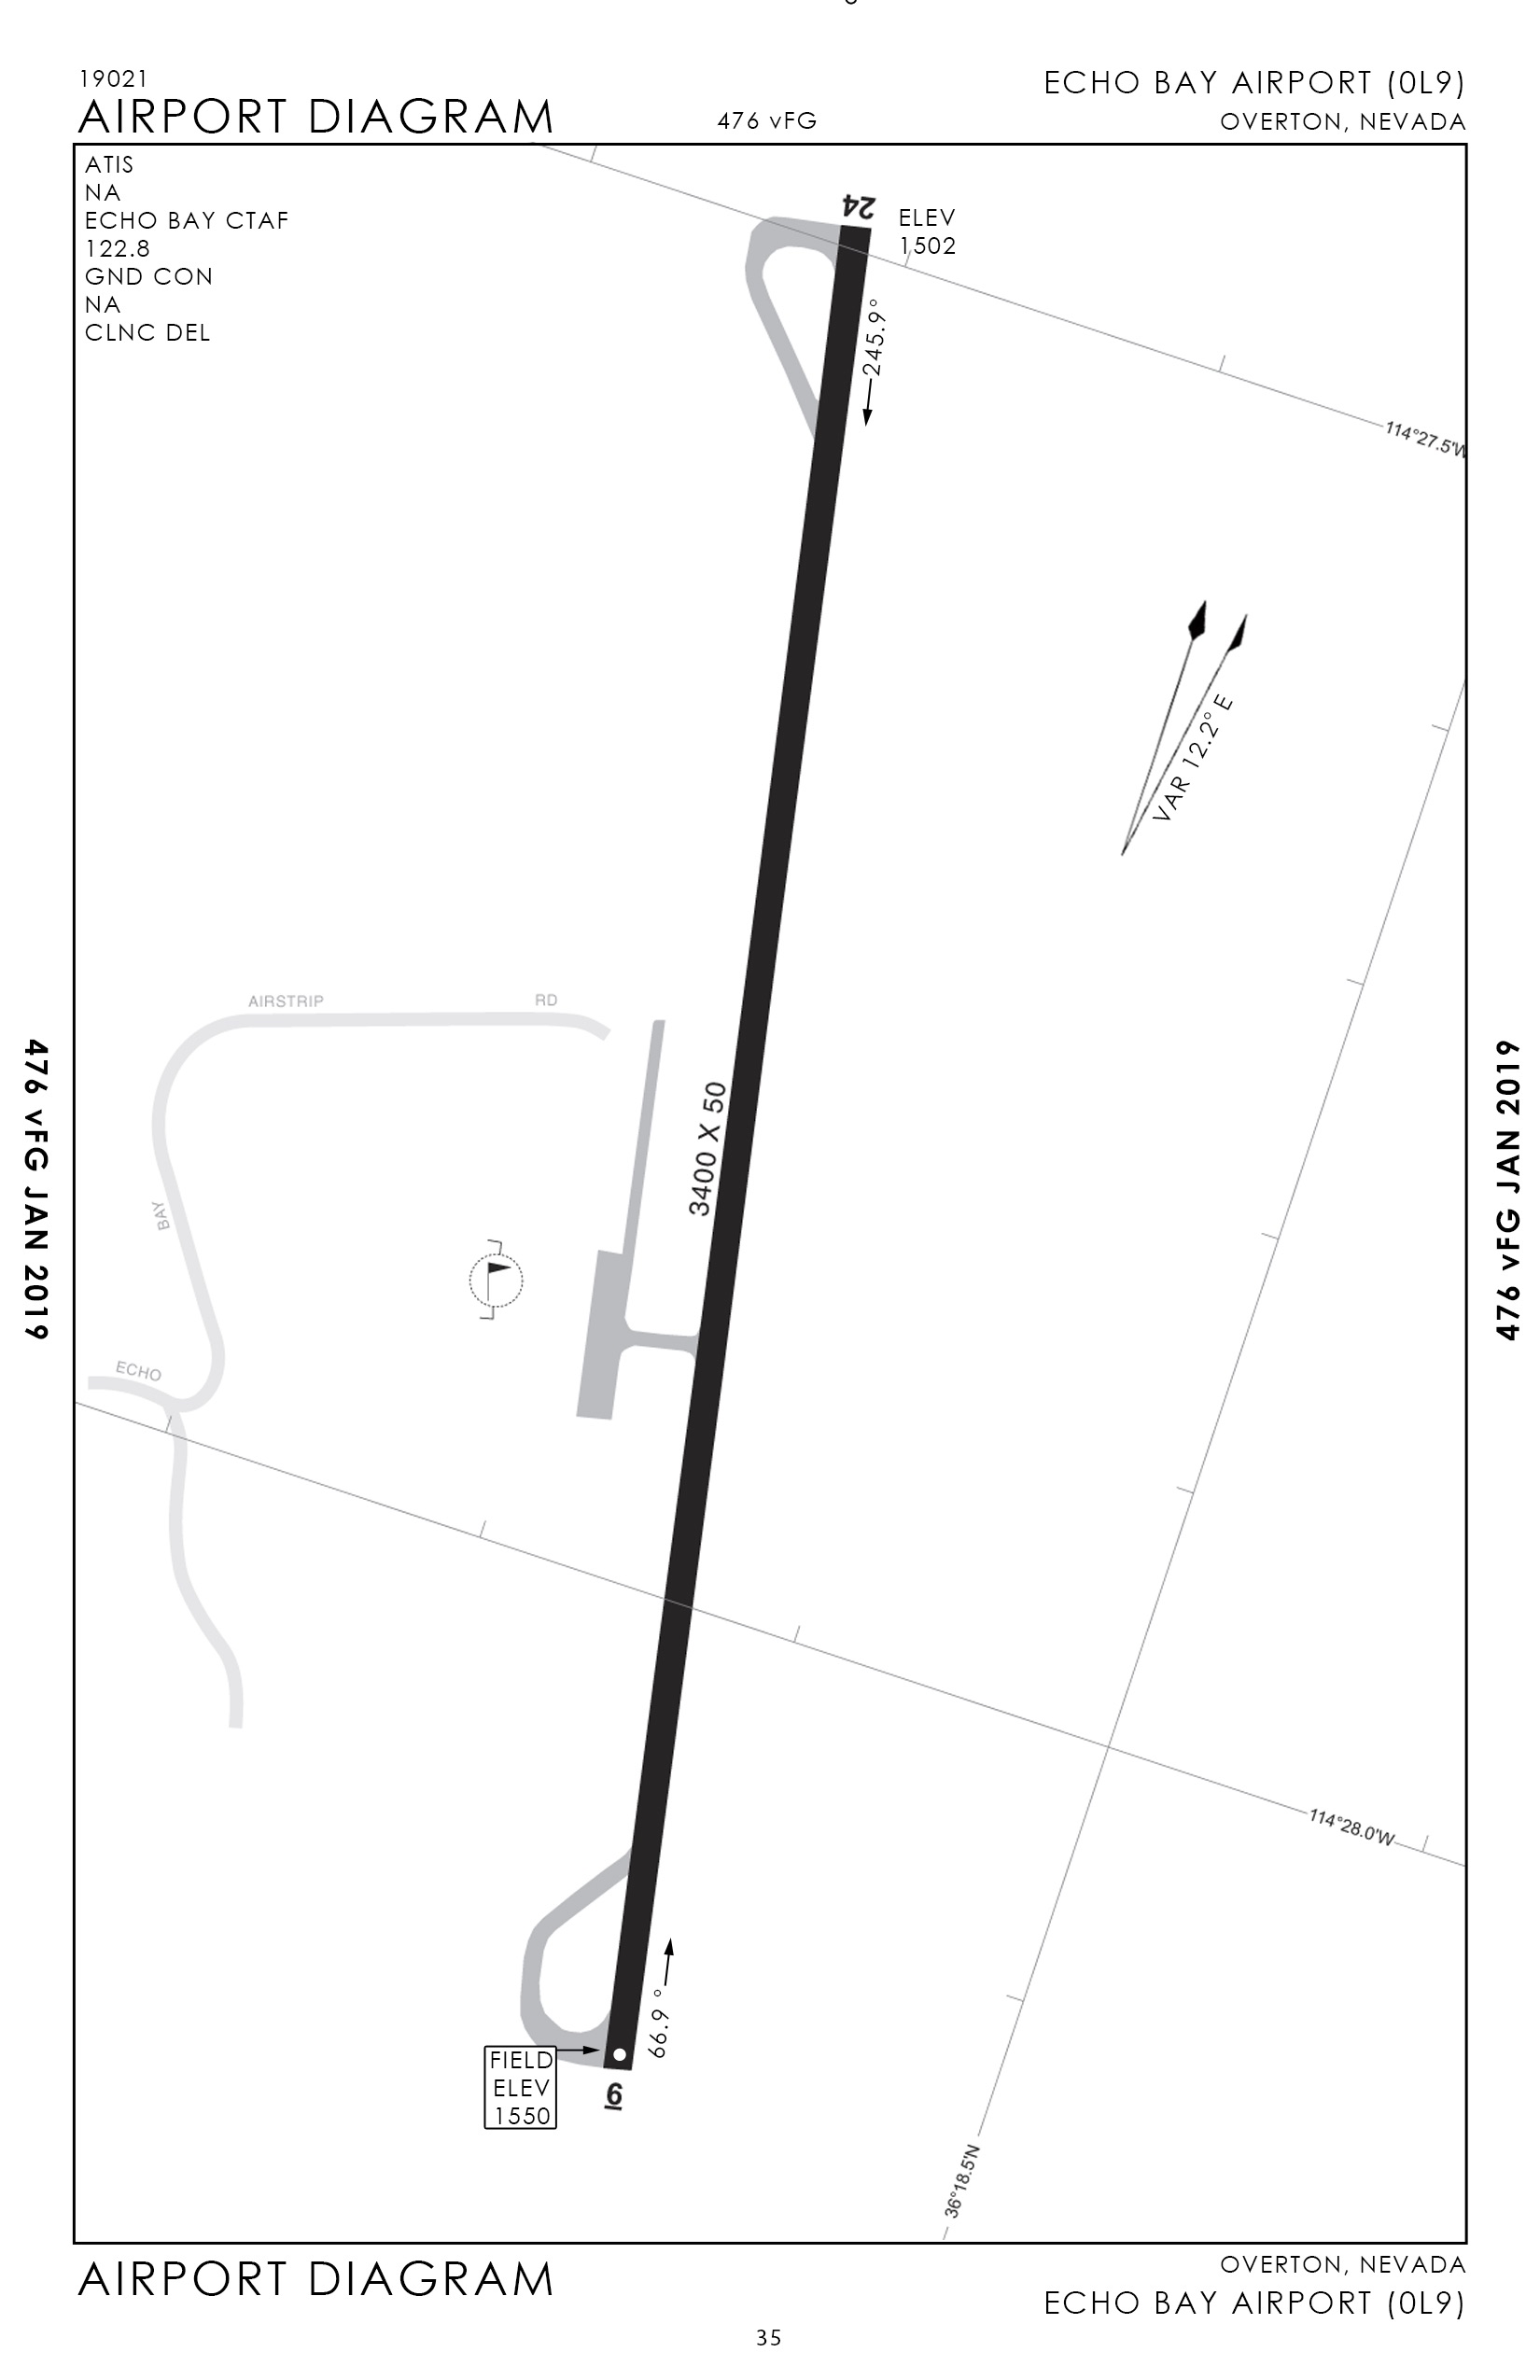 19021
AIRPORT DIAGRAM
476 vFG
ECHO BAY AIRPORT (0L9)
OVERTON, NEVADA
ATIS
NA
ECHO BAY CTAF
122.8
GND CON
NA
CLNC DEL
24
ELEV
1502
245.9°
114°27.5'W
VAR 12.2° E
AIRSTRIP RD
3400 X 50
BAY
ECHO
476 vFG JAN 2019
476 vFG JAN 2019
114°28.0'W
66.9 °
FIELD
ELEV
1550
6
36°18.5'N
AIRPORT DIAGRAM
OVERTON, NEVADA
ECHO BAY AIRPORT (0L9)
35